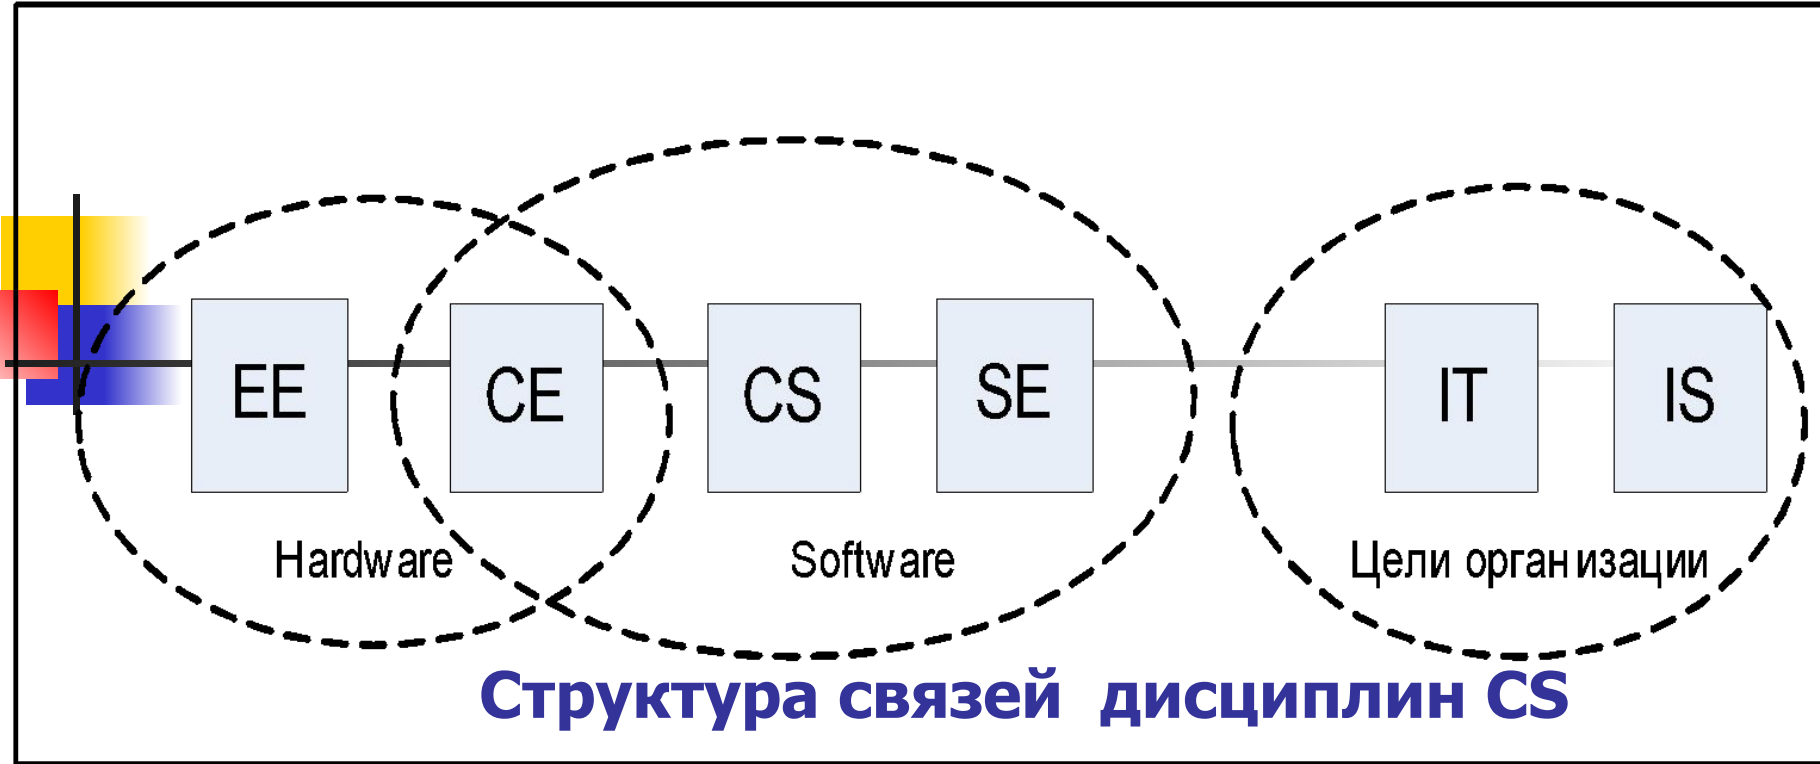 EE CE CS SE IT IS
Hardware Software Цели организации
Структура связей дисциплин CS